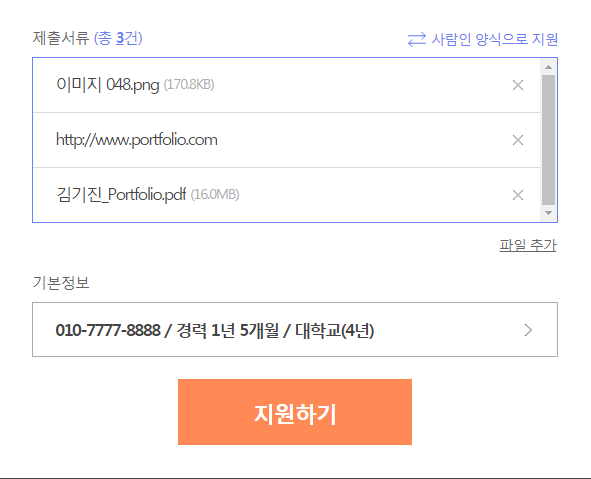 제출서류 (총 3건)
사람인 양식으로 지원
이미지 048.png (170.8KB)
http://www.portfolio.com
김기진_Portfolio.pdf (16.0MB)
파일 추가
기본정보
010-7777-8888 / 경력 1년 5개월 / 대학교(4년)
지원하기